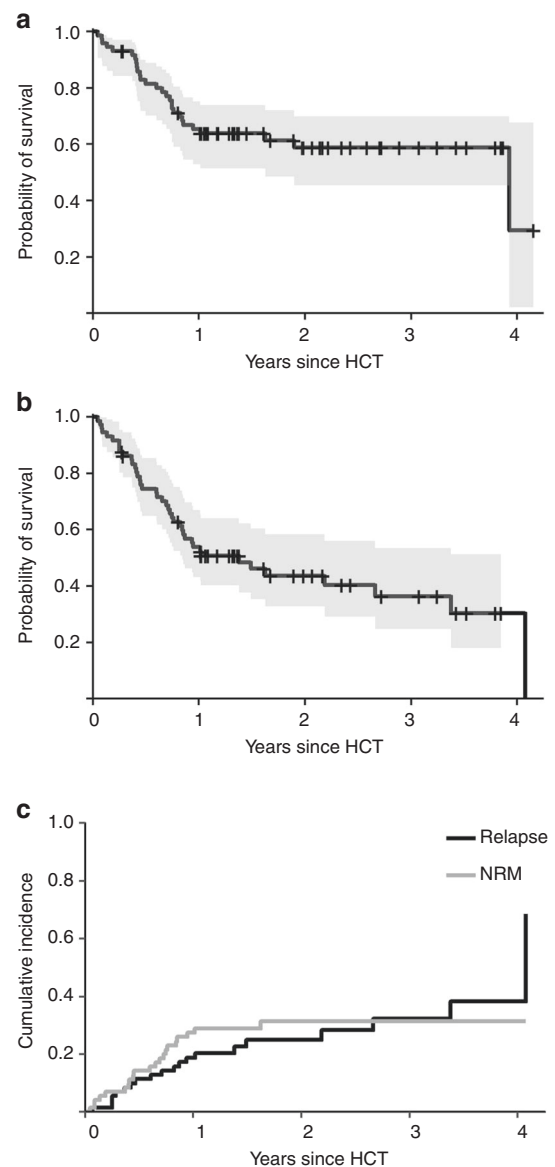 a
1.0
0.8
0.6
0.4
0.2
Probability of survival
0 1 2 3 4
Years since HCT
b
1.0
0.8
0.6
0.4
0.2
Probability of survival
0 1 2 3 4
Years since HCT
c
1.0
0.8
0.6
0.4
0.2
Cumulative incidence
Relapse
NRM
0 1 2 3 4
Years since HCT